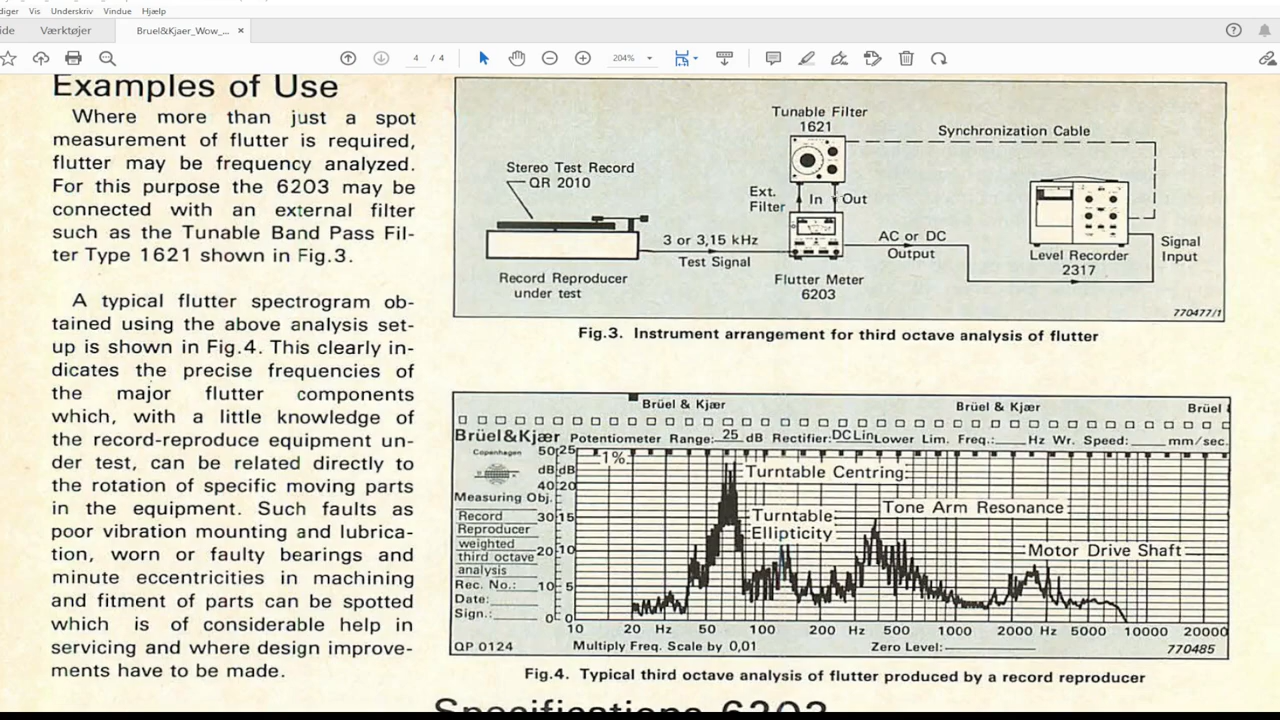 diger Vis Underskriv Vindue Hjælp
ide Værktøjer Bruel&Kjaer_Wow_... ×
4 / 4 204%
Examples of Use
Where more than just a spot
measurement of flutter is required,
flutter may be frequency analyzed.
For this purpose the 6203 may be
connected with an external filter
such as the Tunable Band Pass Fil-
ter Type 1621 shown in Fig.3.
A typical flutter spectrogram ob-
tained using the above analysis set-
up is shown in Fig.4. This clearly in-
dicates the precise frequencies of
the major flutter components
which, with a little knowledge of
the record-reproduce equipment un-
der test, can be related directly to
the rotation of specific moving parts
in the equipment. Such faults as
poor vibration mounting and lubrica-
tion, worn or faulty bearings and
minute eccentricities in machining
and fitment of parts can be spotted
which is of considerable help in
servicing and where design improve-
ments have to be made.
Tunable Filter
1621
Synchronization Cable
Stereo Test Record
QR 2010
Ext.
Filter
In
Out
3 or 3,15 kHz
Test Signal
AC or DC
Output
Record Reproducer
under test
Flutter Meter
6203
Level Recorder
2317
Signal
Input
770477/1
Fig.3. Instrument arrangement for third octave analysis of flutter
Brüel & Kjær Brüel & Kjær Brüel
Brüel&Kjær Potentiometer Range: 25 dB Rectifier: DC Lin Lower Lim. Freq.: Hz Wr. Speed: mm/sec.
Copenhagen
50 25
dB dB
40 20
30 15
20 10
10 5
0 0
Measuring Obj.
Record
Reproducer
weighted
third octave
analysis
Rec. No.:
Date:
Sign.:
1%
Turntable Centring
Turntable
Ellipticity
Tone Arm Resonance
Motor Drive Shaft
10 20 Hz 50 100 200 Hz 500 1000 2000 Hz 5000 10000 20000
QP 0124 Multiply Freq. Scale by 0,01 Zero Level: 770485
Fig.4. Typical third octave analysis of flutter produced by a record reproducer
Specifications 6203